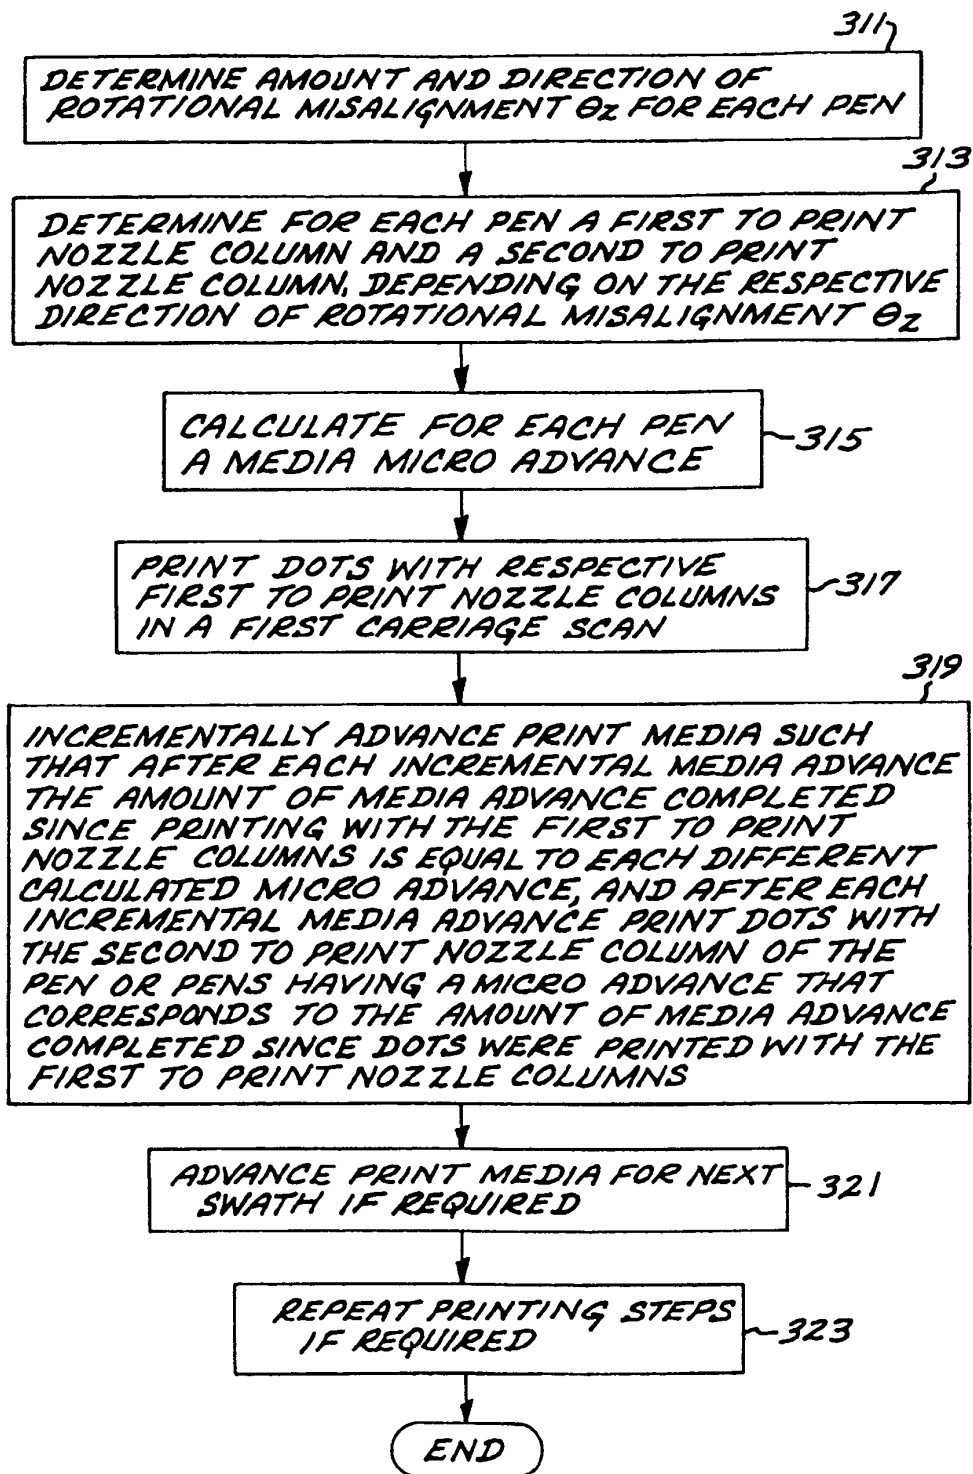 311
DETERMINE AMOUNT AND DIRECTION OF
ROTATIONAL MISALIGNMENT θZ FOR EACH PEN
313
DETERMINE FOR EACH PEN A FIRST TO PRINT
NOZZLE COLUMN AND A SECOND TO PRINT
NOZZLE COLUMN, DEPENDING ON THE RESPECTIVE
DIRECTION OF ROTATIONAL MISALIGNMENT θZ
CALCULATE FOR EACH PEN
A MEDIA MICRO ADVANCE
315
PRINT DOTS WITH RESPECTIVE
FIRST TO PRINT NOZZLE COLUMNS
IN A FIRST CARRIAGE SCAN
317
319
INCREMENTALLY ADVANCE PRINT MEDIA SUCH
THAT AFTER EACH INCREMENTAL MEDIA ADVANCE
THE AMOUNT OF MEDIA ADVANCE COMPLETED
SINCE PRINTING WITH THE FIRST TO PRINT
NOZZLE COLUMNS IS EQUAL TO EACH DIFFERENT
CALCULATED MICRO ADVANCE, AND AFTER EACH
INCREMENTAL MEDIA ADVANCE PRINT DOTS WITH
THE SECOND TO PRINT NOZZLE COLUMN OF THE
PEN OR PENS HAVING A MICRO ADVANCE THAT
CORRESPONDS TO THE AMOUNT OF MEDIA ADVANCE
COMPLETED SINCE DOTS WERE PRINTED WITH THE
FIRST TO PRINT NOZZLE COLUMNS
ADVANCE PRINT MEDIA FOR NEXT
SWATH IF REQUIRED
321
REPEAT PRINTING STEPS
IF REQUIRED
323
END